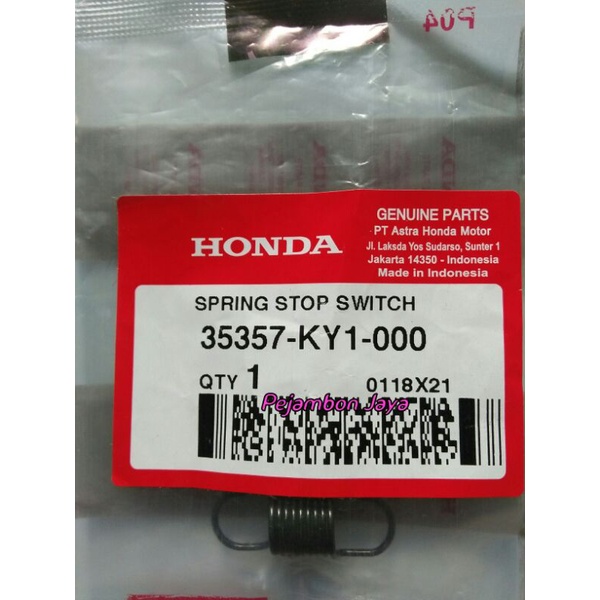 P04
GENUINE PARTS
PT Astra Honda Motor
Jl. Laksda Yos Sudarso, Sunter 1
Jakarta 14350 - Indonesia
Made in Indonesia
HONDA
SPRING STOP SWITCH
35357-KY1-000
QTY 1
0118X21
Pejambon Jaya